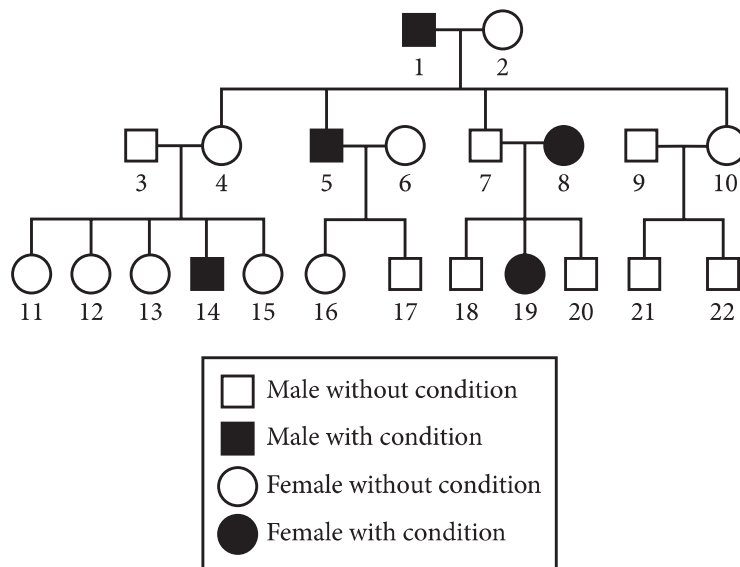 1 2
3 4 5 6 7 8 9 10
11 12 13 14 15 16 17 18 19 20 21 22
Male without condition
Male with condition
Female without condition
Female with condition